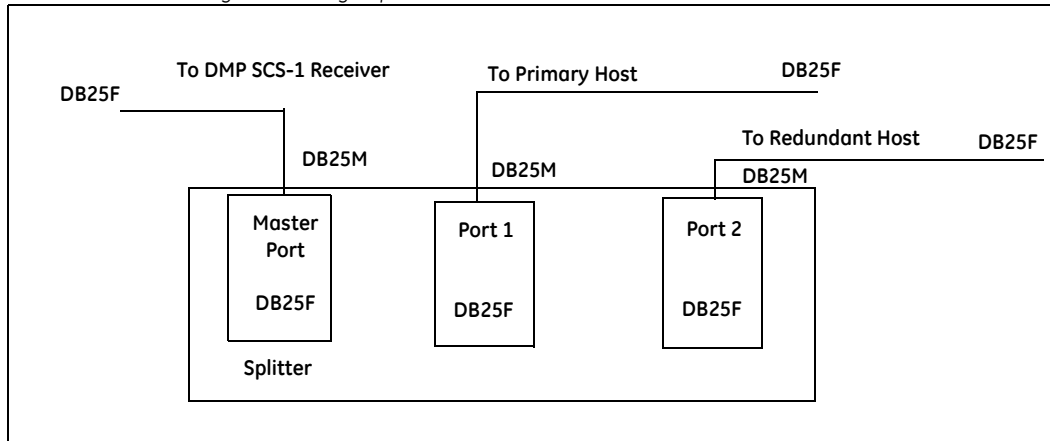 To DMP SCS-1 Receiver
To Primary Host
DB25F
DB25F
To Redundant Host
DB25F
DB25M
DB25M
DB25M
Master
Port
Port 1
Port 2
DB25F
DB25F
DB25F
Splitter